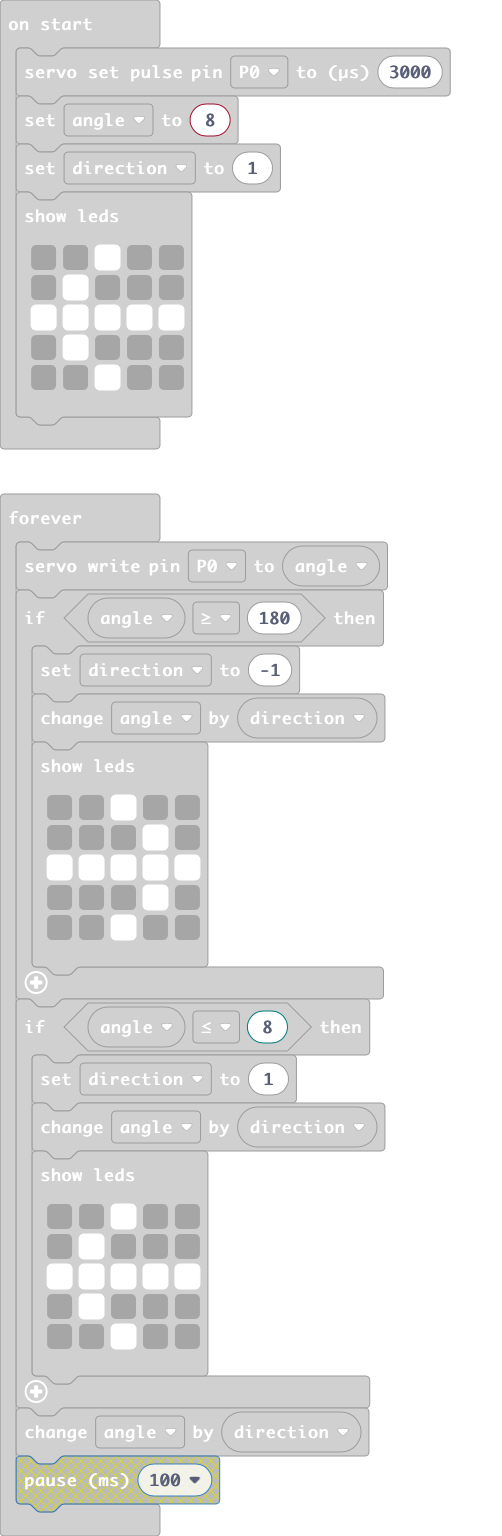 on start
servo set pulse pin P0 to (µs) 3000
set angle to 8
set direction to 1
show leds
forever
servo write pin P0 to angle
if angle ≥ 180 then
set direction to -1
change angle by direction
show leds
if angle ≤ 8 then
set direction to 1
change angle by direction
show leds
change angle by direction
pause (ms) 100